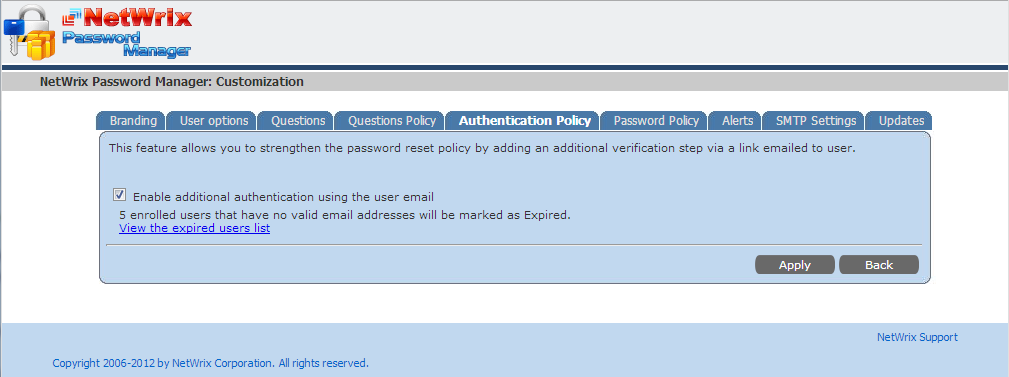 NetWrix
Password
Manager
NetWrix Password Manager: Customization
Branding User options Questions Questions Policy Authentication Policy Password Policy Alerts SMTP Settings Updates
This feature allows you to strengthen the password reset policy by adding an additional verification step via a link emailed to user.
Enable additional authentication using the user email
5 enrolled users that have no valid email addresses will be marked as Expired.
View the expired users list
Apply Back
NetWrix Support
Copyright 2006-2012 by NetWrix Corporation. All rights reserved.